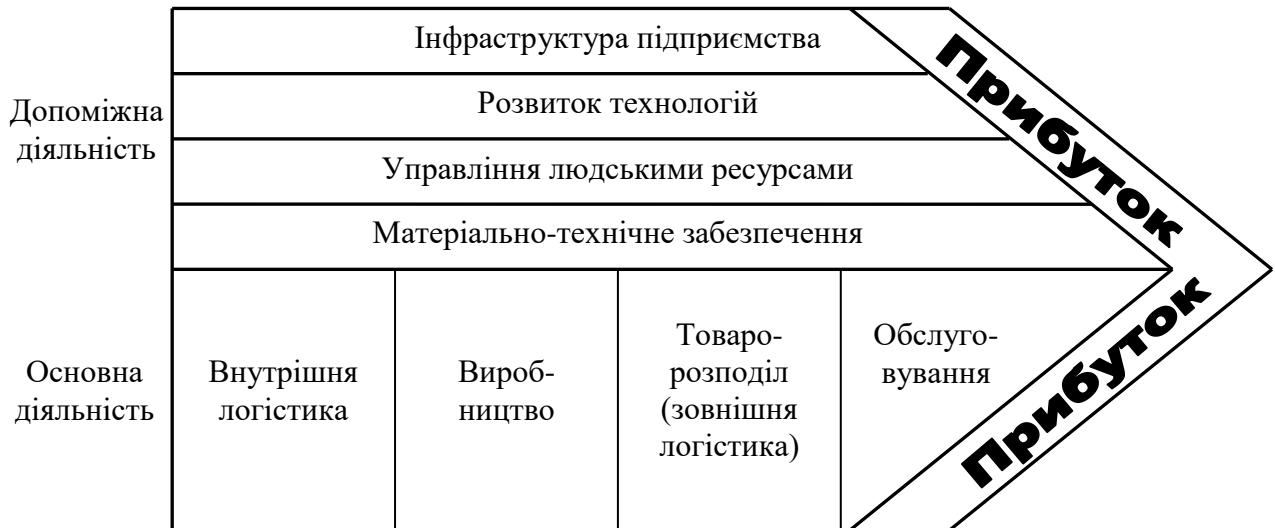 Інфраструктура підприємства
Розвиток технологій
Управління людськими ресурсами
Матеріально-технічне забезпечення
Допоміжна
діяльність
Прибуток
Основна
діяльність
Внутрішня
логістика
Вироб-
ництво
Товаро-
розподіл
(зовнішня
логістика)
Обслуго-
вування
Прибуток